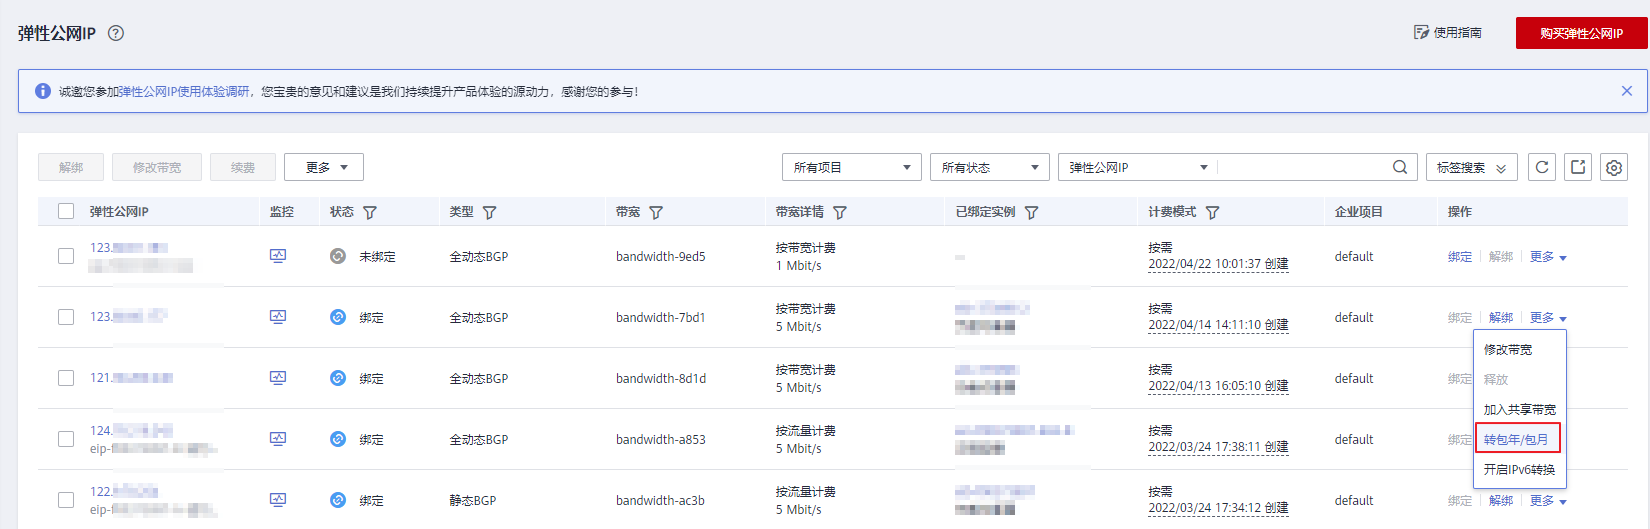 弹性公网IP ?
使用指南
购买弹性公网IP
诚邀您参加弹性公网IP使用体验调研，您宝贵的意见和建议是我们持续提升产品体验的源动力，感谢您的参与！
解绑 修改带宽 续费 更多
所有项目 所有状态 弹性公网IP 标签搜索
弹性公网IP 监控 状态 类型 带宽 带宽详情 已绑定实例 计费模式 企业项目 操作
123. 未绑定 全动态BGP bandwidth-9ed5 按带宽计费 -- 按需 default 绑定 解绑 更多
1 Mbit/s 2022/04/22 10:01:37 创建
123. 绑定 全动态BGP bandwidth-7bd1 按带宽计费 按需 default 绑定 解绑 更多
5 Mbit/s 2022/04/14 14:11:10 创建
修改带宽
释放
加入共享带宽
转包年/包月
开启IPv6转换
121. 绑定 全动态BGP bandwidth-8d1d 按带宽计费 按需 default 绑定
5 Mbit/s 2022/04/13 16:05:10 创建
124. 绑定 全动态BGP bandwidth-a853 按流量计费 按需 default 绑定
eip- 5 Mbit/s 2022/03/24 17:38:11 创建
122. 绑定 静态BGP bandwidth-ac3b 按流量计费 按需 default 绑定 解绑 更多
eip- 5 Mbit/s 2022/03/24 17:34:12 创建